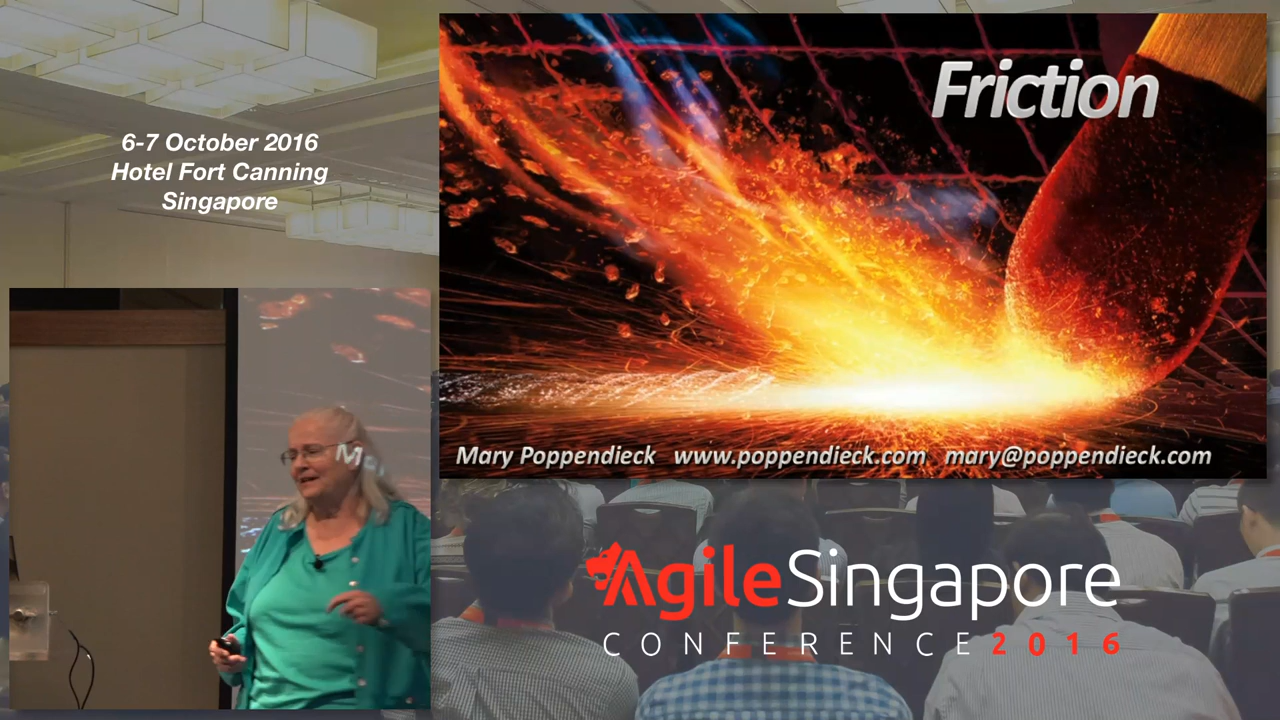 6-7 October 2016
Hotel Fort Canning
Singapore
Friction
Mary Poppendieck www.poppendieck.com mary@poppendieck.com
AgileSingapore
CONFERENCE 2016